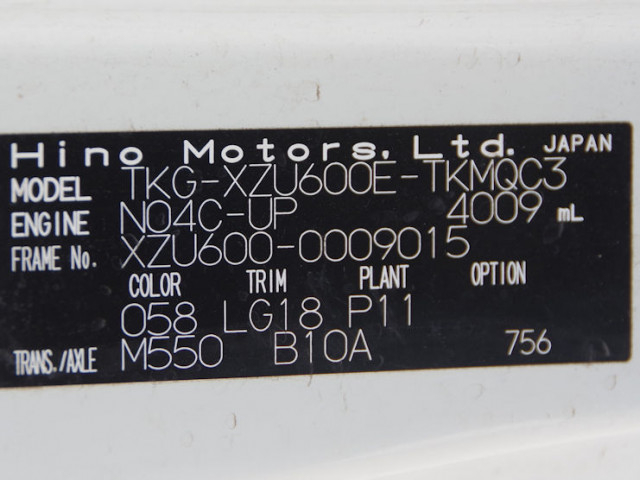 Hino Motors, Ltd. JAPAN
MODEL TKG-XZU600E-TKMQC3
ENGINE N04C-UP 4009 mL
FRAME No. XZU600-0009015
COLOR TRIM PLANT OPTION
058 LG18 P11
TRANS./AXLE M550 B10A 756